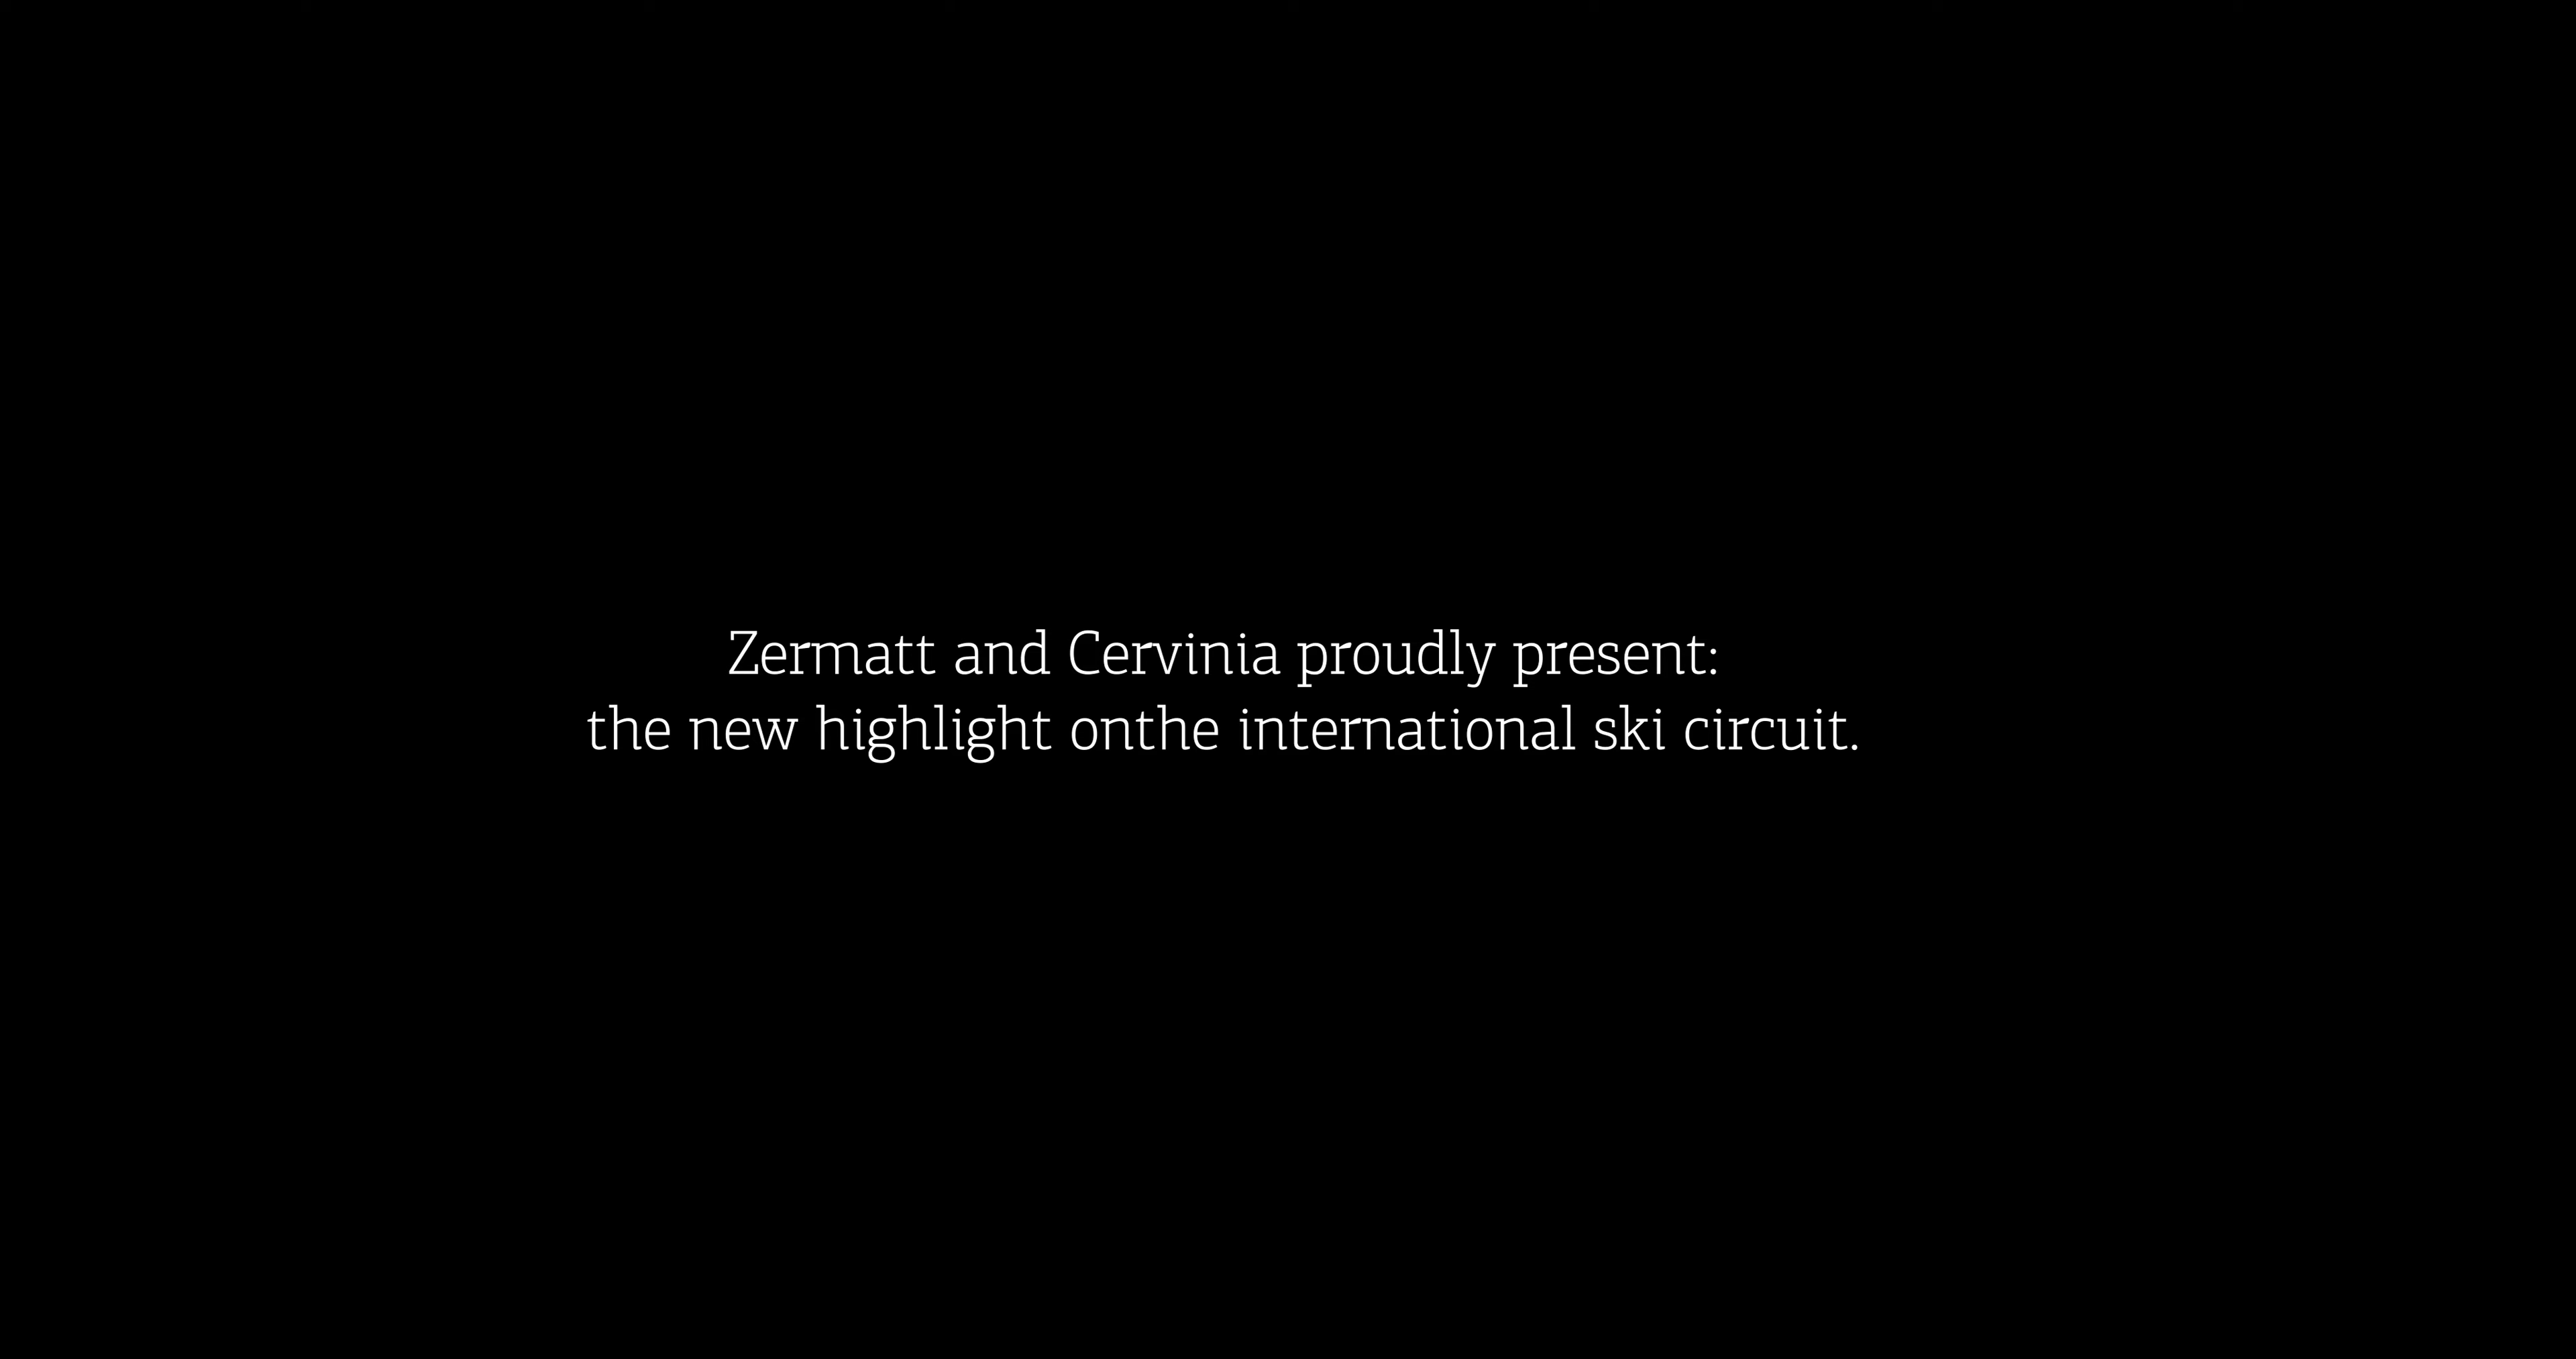 Zermatt and Cervinia proudly present:
the new highlight onthe international ski circuit.